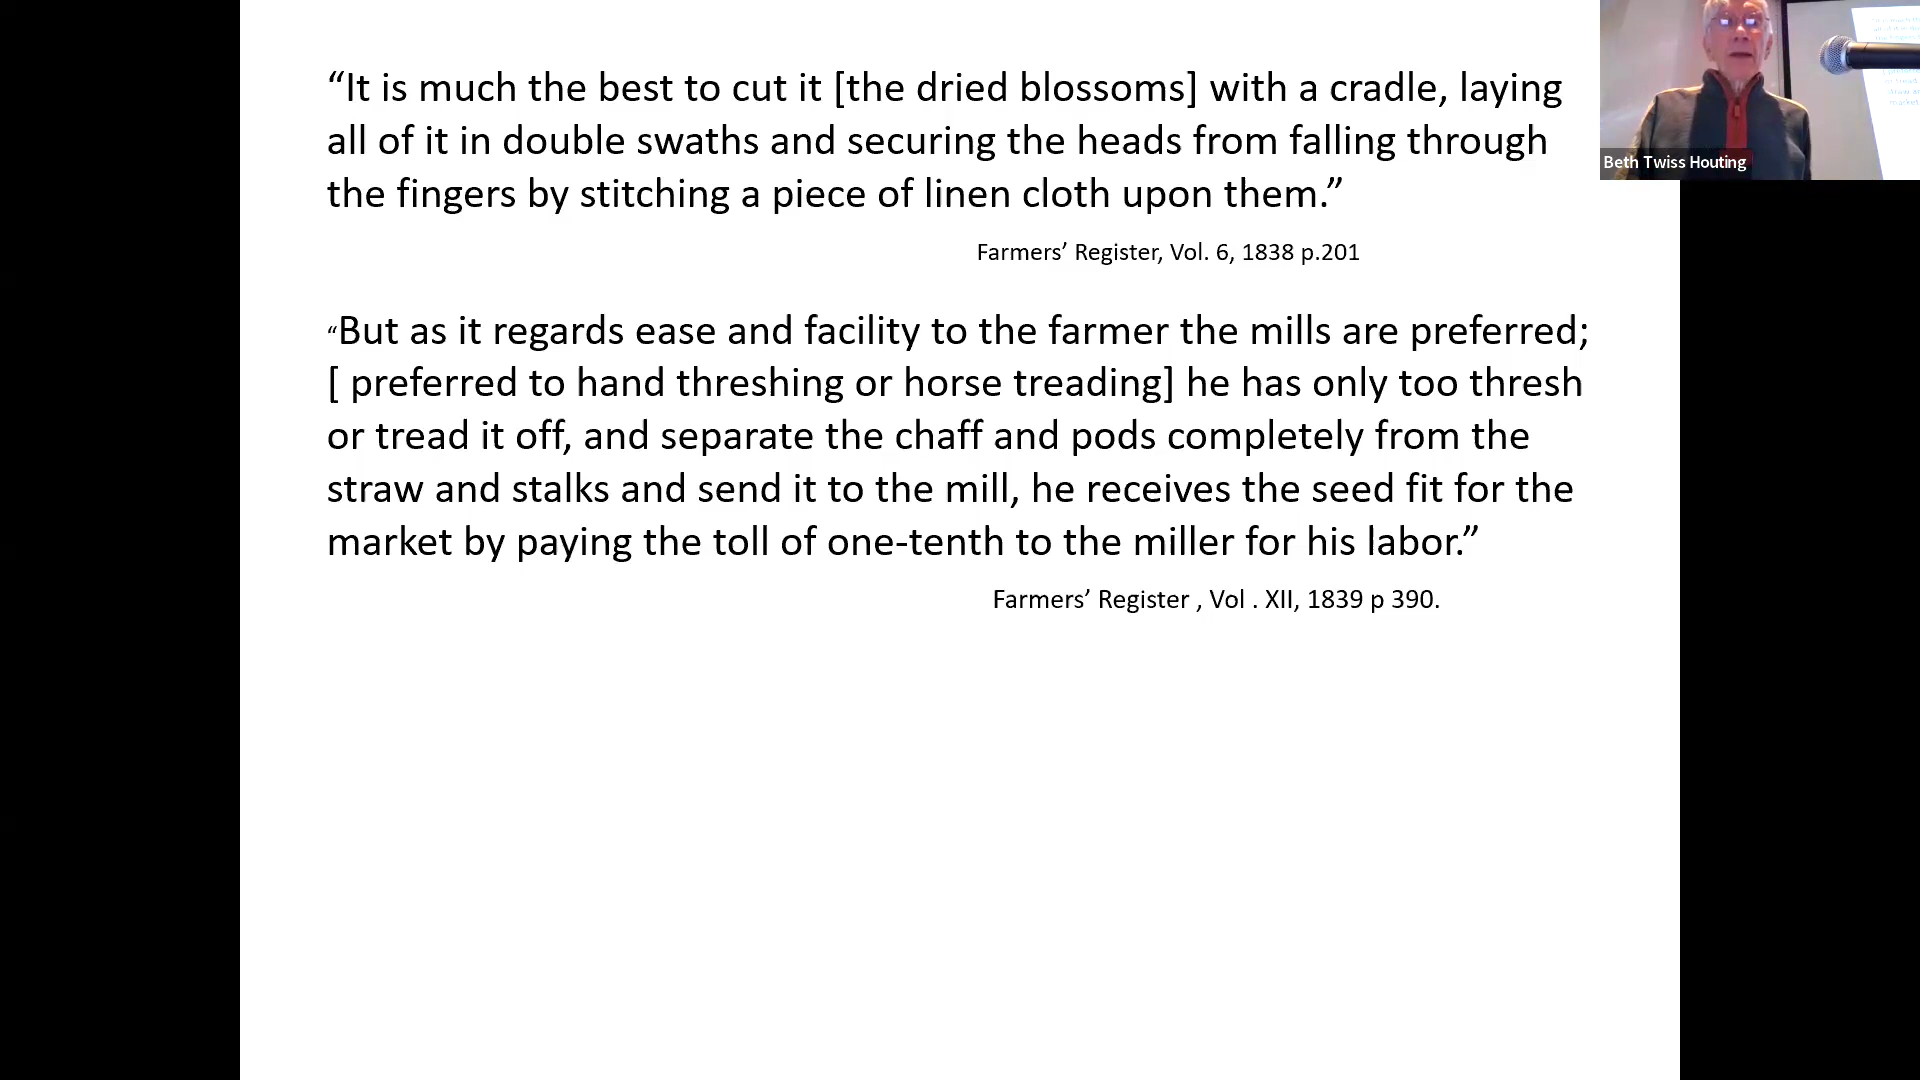 “It is much the best to cut it [the dried blossoms] with a cradle, laying
all of it in double swaths and securing the heads from falling through
the fingers by stitching a piece of linen cloth upon them.”
Farmers’ Register, Vol. 6, 1838 p.201
“But as it regards ease and facility to the farmer the mills are preferred;
[ preferred to hand threshing or horse treading] he has only too thresh
or tread it off, and separate the chaff and pods completely from the
straw and stalks and send it to the mill, he receives the seed fit for the
market by paying the toll of one-tenth to the miller for his labor.”
Farmers’ Register , Vol . XII, 1839 p 390.
Beth Twiss Houting